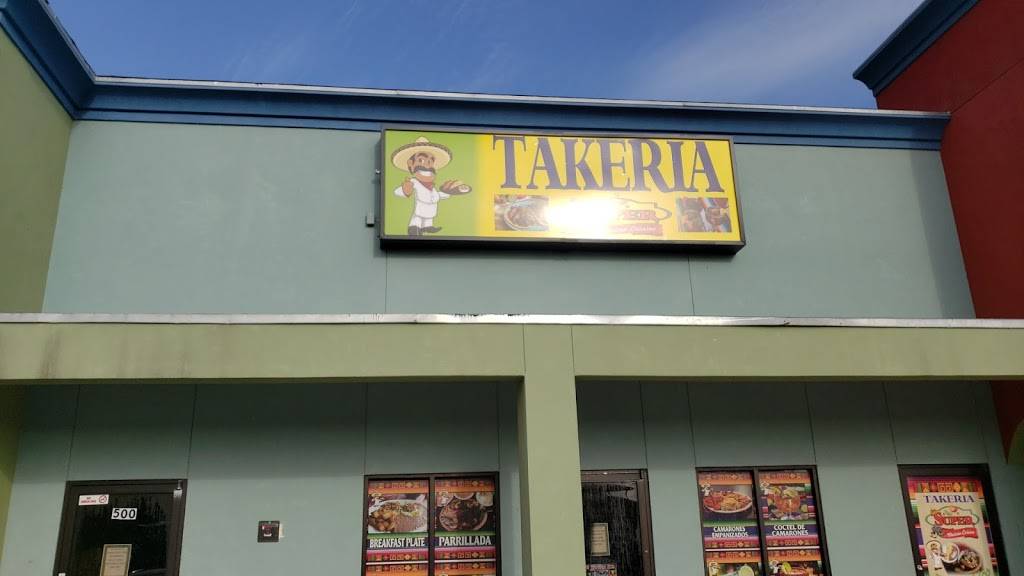 TAKERIA
500
BREAKFAST PLATE
PARRILLADA
CAMARONES
EMPANIZADOS
COCTEL DE
CAMARONES
TAKERIA
SUPER